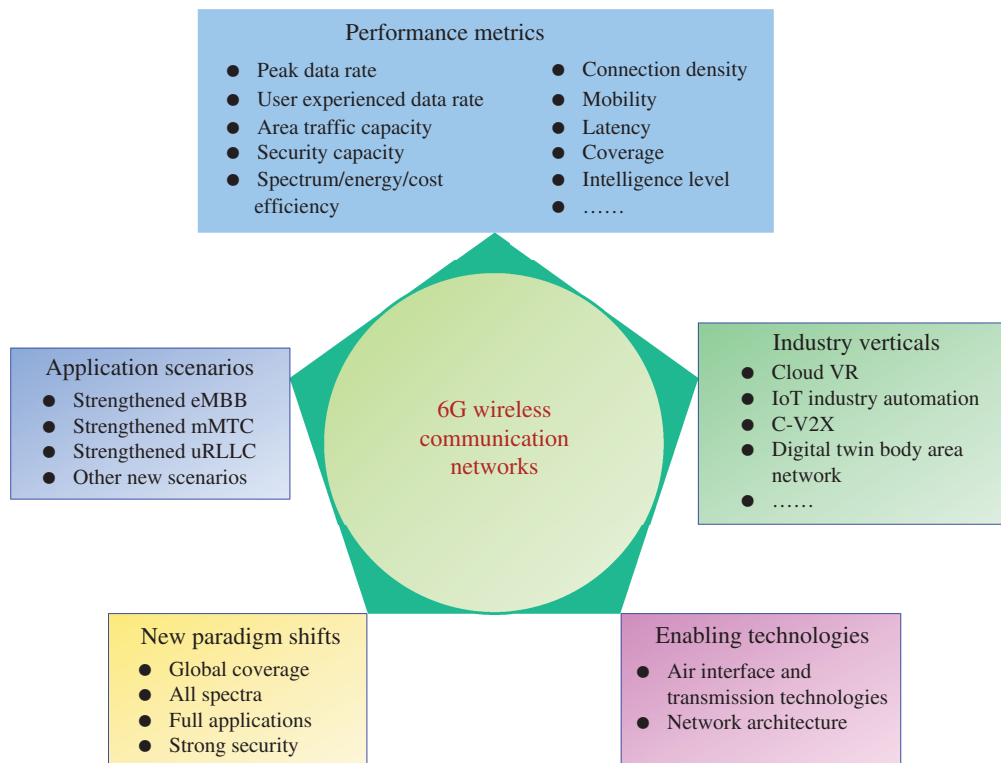 Performance metrics
● Peak data rate
● User experienced data rate
● Area traffic capacity
● Security capacity
● Spectrum/energy/cost
efficiency
● Connection density
● Mobility
● Latency
● Coverage
● Intelligence level
● ……
Application scenarios
● Strengthened eMBB
● Strengthened mMTC
● Strengthened uRLLC
● Other new scenarios
6G wireless
communication
networks
Industry verticals
● Cloud VR
● IoT industry automation
● C-V2X
● Digital twin body area
network
● ……
New paradigm shifts
● Global coverage
● All spectra
● Full applications
● Strong security
Enabling technologies
● Air interface and
transmission technologies
● Network architecture